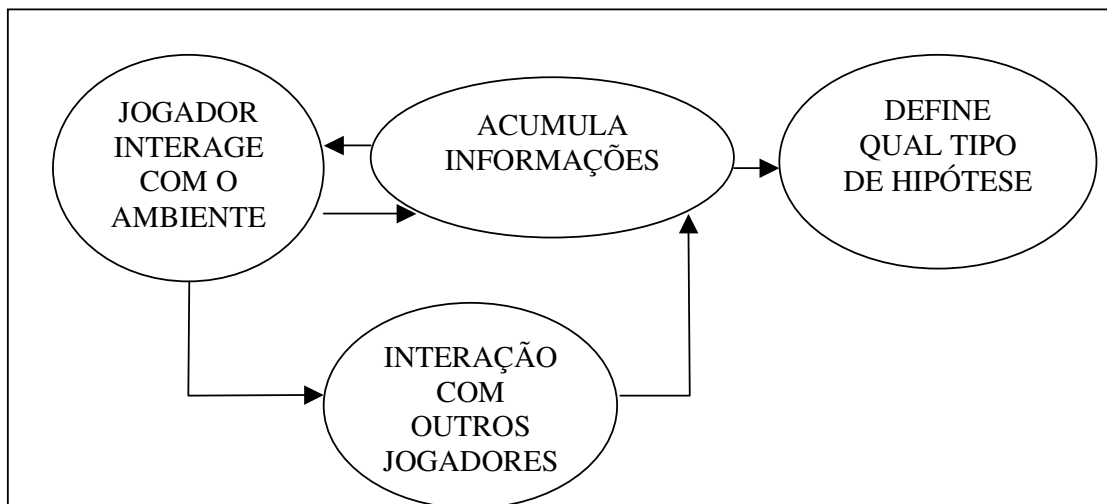 JOGADOR
INTERAGE
COM O
AMBIENTE
ACUMULA
INFORMAÇÕES
DEFINE
QUAL TIPO
DE HIPÓTESE
INTERAÇÃO
COM
OUTROS
JOGADORES